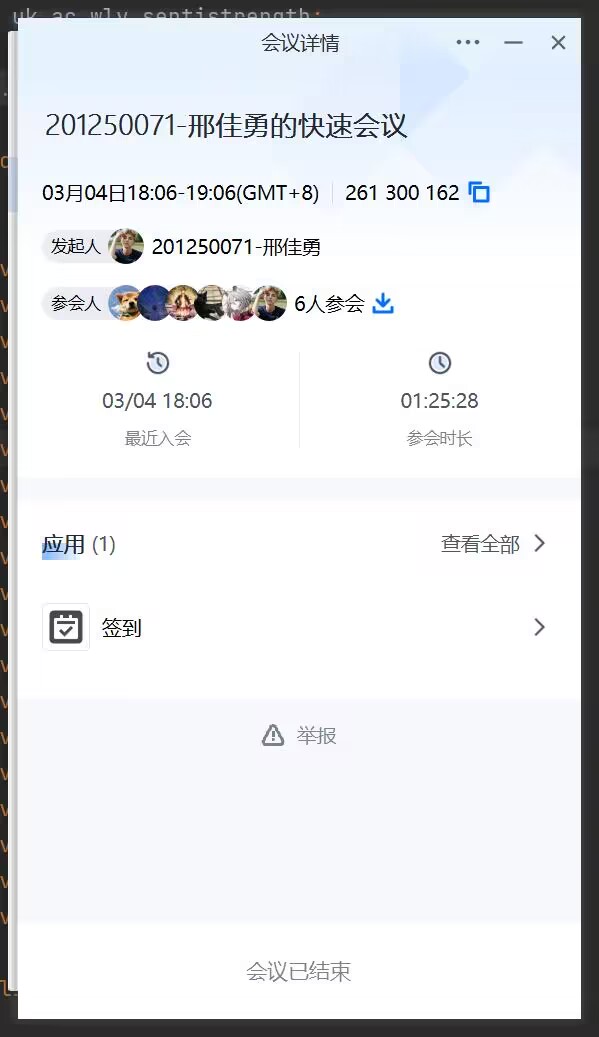 uk.ac.wlv.sentistrength;
会议详情
201250071-邢佳勇的快速会议
03月04日18:06-19:06(GMT+8) 261 300 162
发起人 201250071-邢佳勇
参会人 6人参会
03/04 18:06 01:25:28
最近入会 参会时长
应用 (1) 查看全部
签到
举报
会议已结束